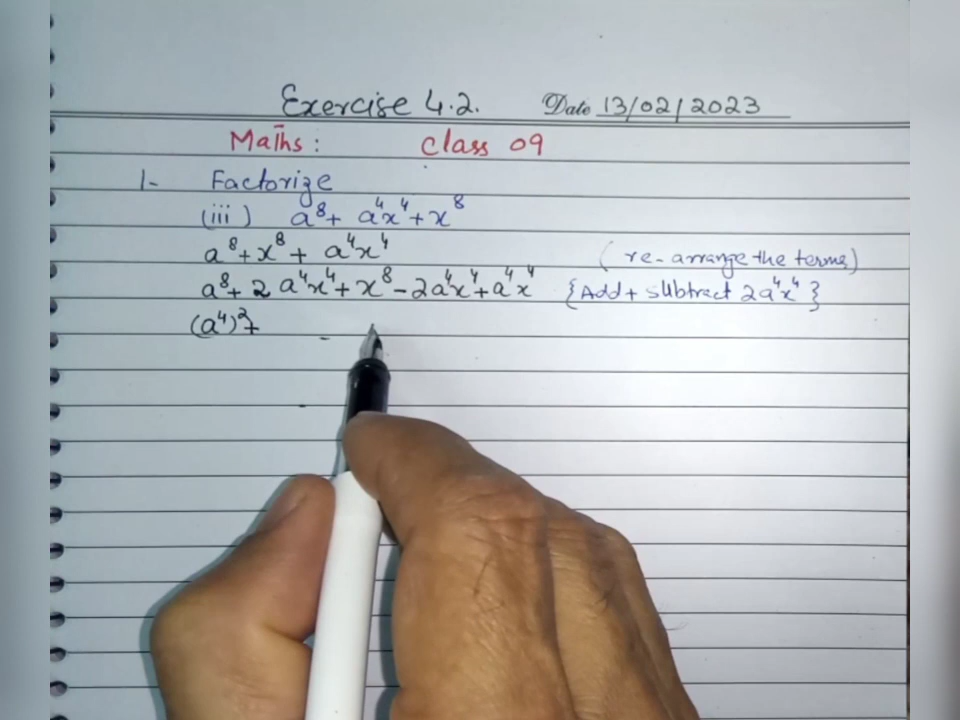 Exercise 4.2. Date 13/02/2023
Maths: Class 09
1- Factorize
(iii) a⁸+ a⁴x⁴+x⁸
a⁸+x⁸+ a⁴x⁴ (re-arrange the terms)
a⁸+2a⁴x⁴+x⁸-2a⁴x⁴+a⁴x⁴ {Add + subtract 2a⁴x⁴}
(a⁴)²+